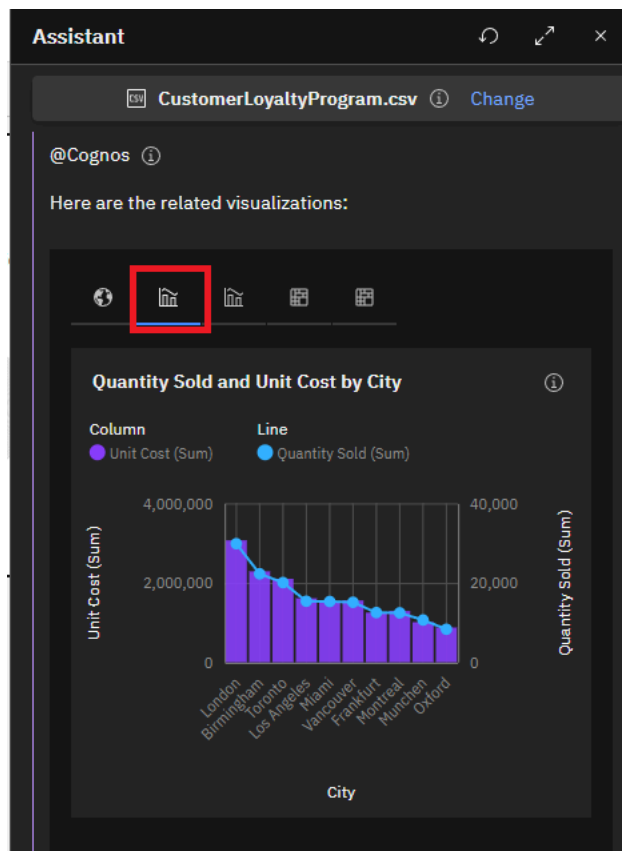 Assistant
CSV CustomerLoyaltyProgram.csv Change
@Cognos
Here are the related visualizations:
Quantity Sold and Unit Cost by City
Column Line
Unit Cost (Sum) Quantity Sold (Sum)
4,000,000 40,000
2,000,000 20,000
0 0
Unit Cost (Sum)
Quantity Sold (Sum)
London
Birmingham
Toronto
Los Angeles
Miami
Vancouver
Frankfurt
Montreal
Munchen
Oxford
City